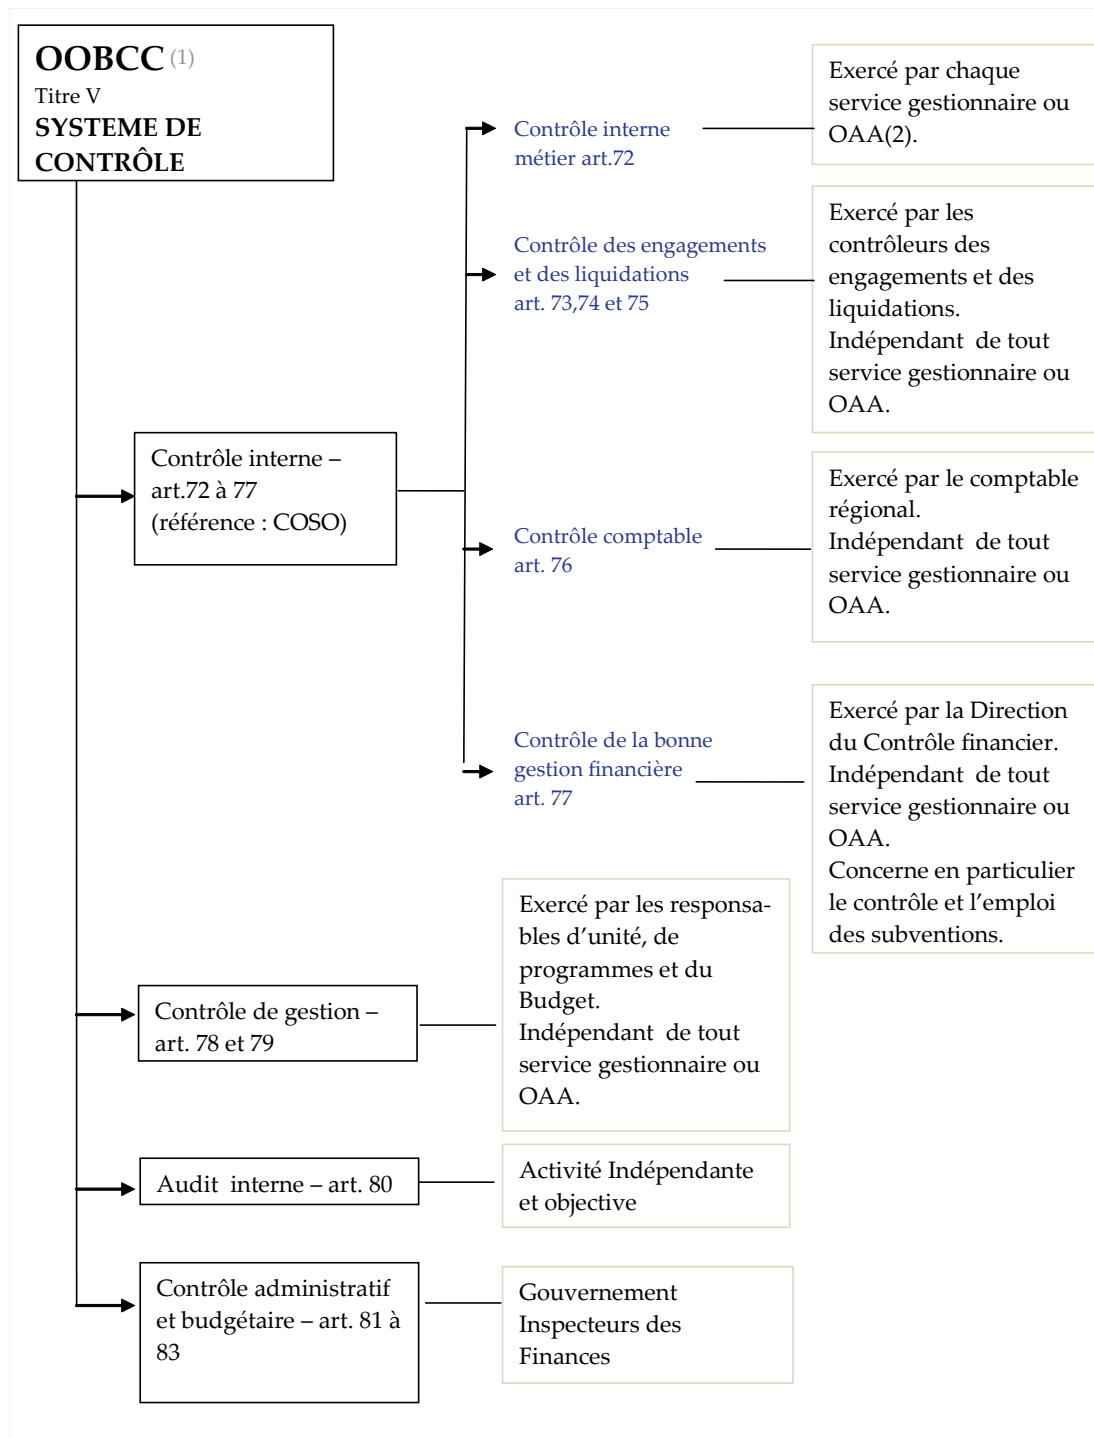 OOBCC (1)
Titre V
SYSTEME DE
CONTRÔLE
Contrôle interne –
art.72 à 77
(référence : COSO)
Contrôle interne
métier art.72
Exercé par chaque
service gestionnaire ou
OAA(2).
Contrôle des engagements
et des liquidations
art. 73,74 et 75
Exercé par les
contrôleurs des
engagements et des
liquidations.
Indépendant de tout
service gestionnaire ou
OAA.
Contrôle comptable
art. 76
Exercé par le comptable
régional.
Indépendant de tout
service gestionnaire ou
OAA.
Contrôle de la bonne
gestion financière
art. 77
Exercé par la Direction
du Contrôle financier.
Indépendant de tout
service gestionnaire ou
OAA.
Concerne en particulier
le contrôle et l’emploi
des subventions.
Contrôle de gestion –
art. 78 et 79
Exercé par les responsa-
bles d’unité, de
programmes et du
Budget.
Indépendant de tout
service gestionnaire ou
OAA.
Audit interne – art. 80
Activité Indépendante
et objective
Contrôle administratif
et budgétaire – art. 81 à
83
Gouvernement
Inspecteurs des
Finances